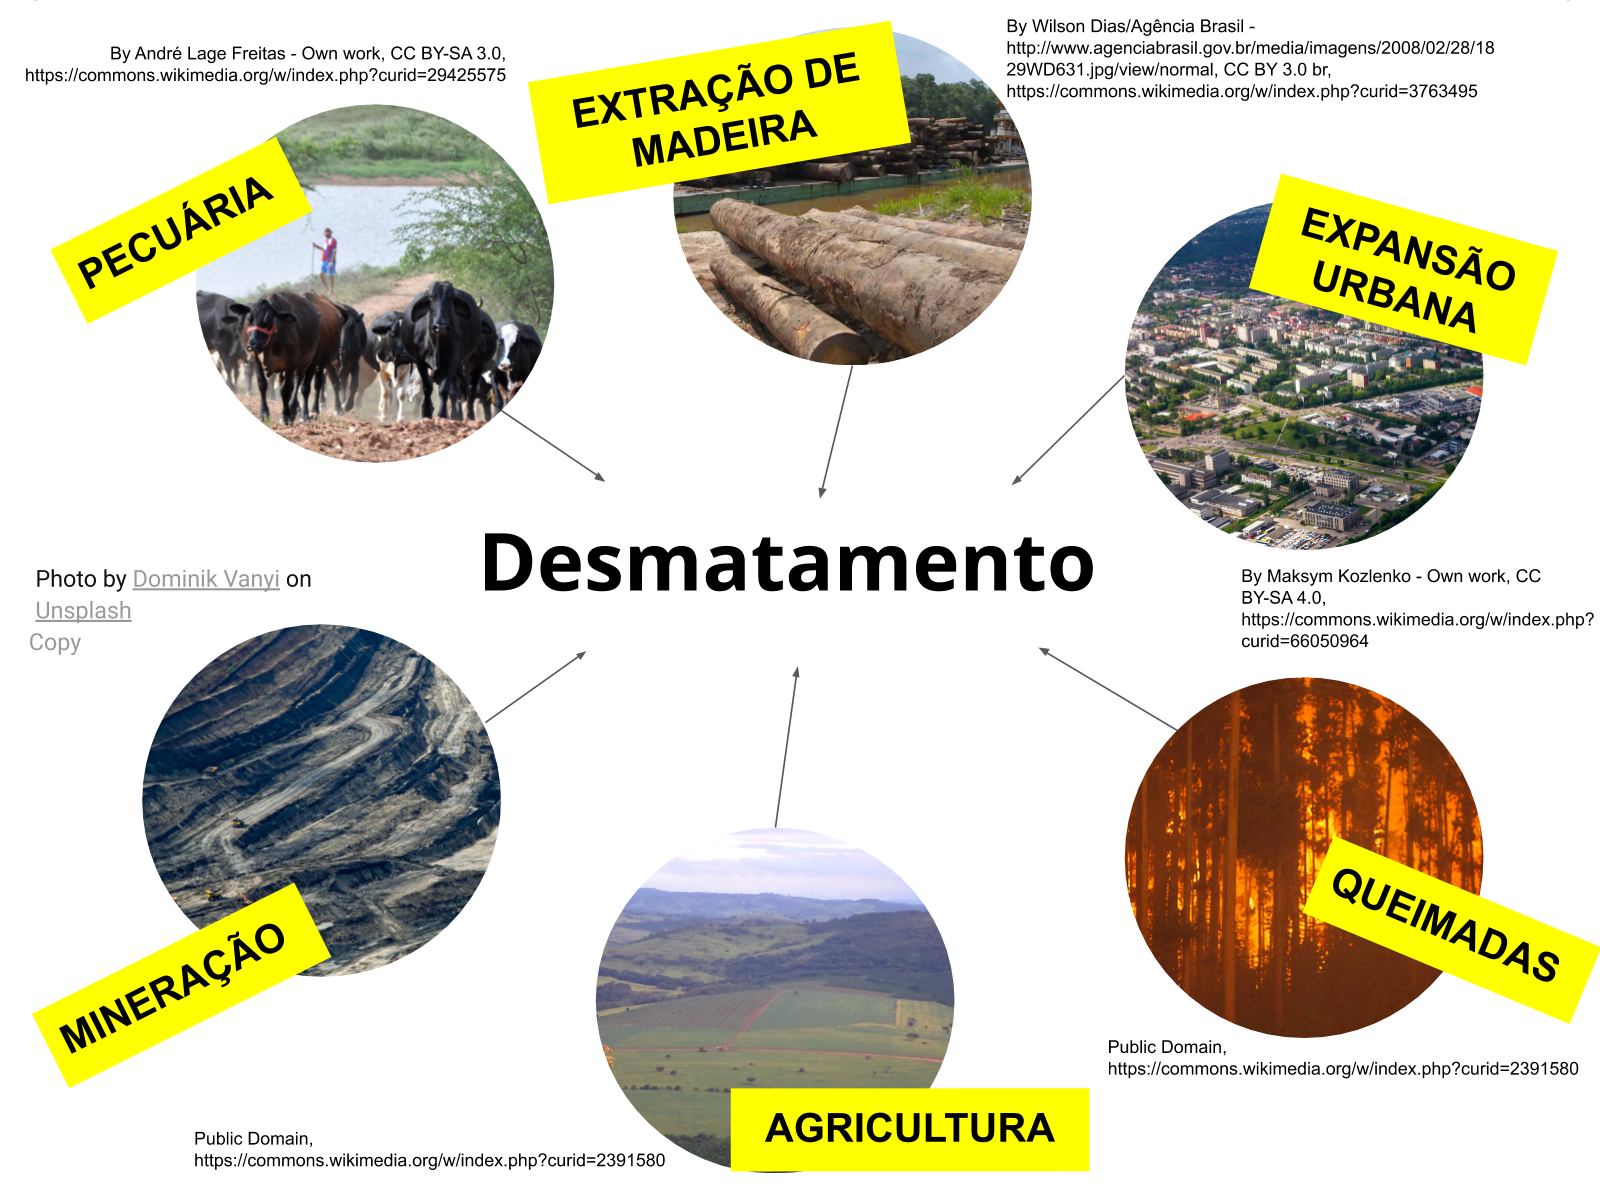 By André Lage Freitas - Own work, CC BY-SA 3.0,
https://commons.wikimedia.org/w/index.php?curid=29425575
PECUÁRIA
EXTRAÇÃO DE
MADEIRA
By Wilson Dias/Agência Brasil -
http://www.agenciabrasil.gov.br/media/imagens/2008/02/28/18
29WD631.jpg/view/normal, CC BY 3.0 br,
https://commons.wikimedia.org/w/index.php?curid=3763495
EXPANSÃO
URBANA
Desmatamento
Photo by Dominik Vanyi on
Unsplash
Copy
By Maksym Kozlenko - Own work, CC
BY-SA 4.0,
https://commons.wikimedia.org/w/index.php?
curid=66050964
MINERAÇÃO
QUEIMADAS
Public Domain,
https://commons.wikimedia.org/w/index.php?curid=2391580
AGRICULTURA
Public Domain,
https://commons.wikimedia.org/w/index.php?curid=2391580